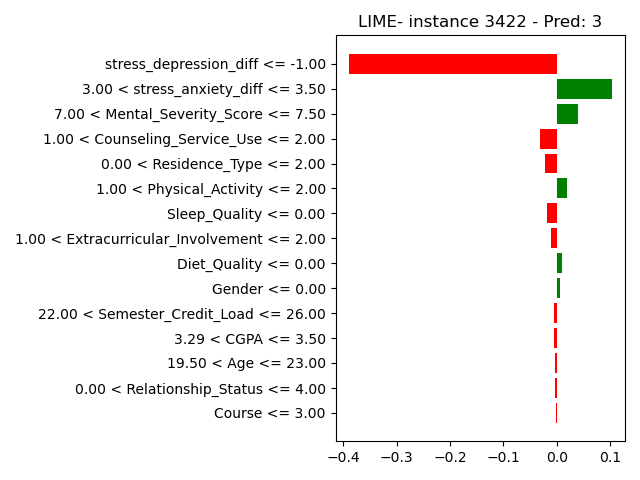 LIME- instance 3422 - Pred: 3
stress_depression_diff <= -1.00
3.00 < stress_anxiety_diff <= 3.50
7.00 < Mental_Severity_Score <= 7.50
1.00 < Counseling_Service_Use <= 2.00
0.00 < Residence_Type <= 2.00
1.00 < Physical_Activity <= 2.00
Sleep_Quality <= 0.00
1.00 < Extracurricular_Involvement <= 2.00
Diet_Quality <= 0.00
Gender <= 0.00
22.00 < Semester_Credit_Load <= 26.00
3.29 < CGPA <= 3.50
19.50 < Age <= 23.00
0.00 < Relationship_Status <= 4.00
Course <= 3.00
−0.4 −0.3 −0.2 −0.1 0.0 0.1